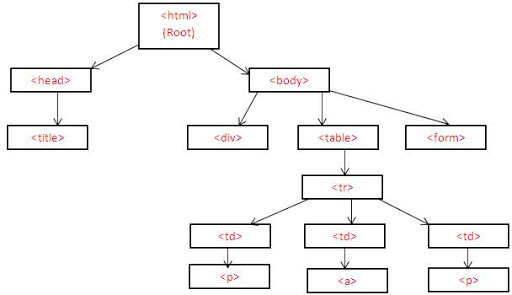 <html>
(Root)
<head>
<body>
<title>
<div>
<table>
<form>
<tr>
<td>
<td>
<td>
<p>
<a>
<p>